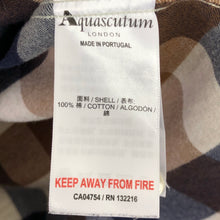 Aquascutum
LONDON
MADE IN PORTUGAL
面料 / SHELL / 表布
100% 棉 / COTTON / ALGODÓN /
綿
KEEP AWAY FROM FIRE
CA04754 / RN 132216